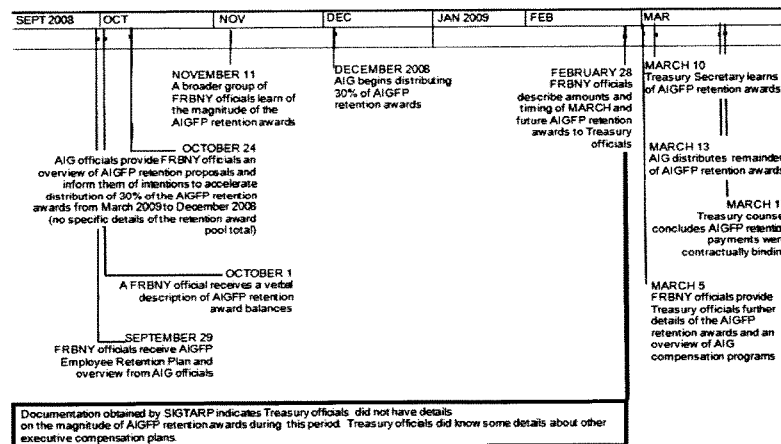 SEPT 2008 OCT NOV DEC JAN 2009 FEB MAR
NOVEMBER 11
A broader group of
FRBNY officials learn of
the magnitude of the
AIGFP retention awards
DECEMBER 2008
AIG begins distributing
30% of AIGFP
retention awards
FEBRUARY 28
FRBNY officials
describe amounts and
timing of MARCH and
future AIGFP retention
awards to Treasury
officials
MARCH 10
Treasury Secretary learns
of AIGFP retention awards
OCTOBER 24
AIG officials provide FRBNY officials an
overview of AIGFP retention proposals and
inform them of intentions to accelerate
distribution of 30% of the AIGFP retention
awards from March 2009 to December 2008
(no specific details of the retention award
pool total)
MARCH 13
AIG distributes remainde
of AIGFP retention awards
MARCH 1
Treasury counse
concludes AIGFP retentio
payments wer
contractually bindin
OCTOBER 1
A FRBNY official receives a verbal
description of AIGFP retention
award balances
MARCH 5
FRBNY officials provide
Treasury officials further
details of the AIGFP
retention awards and an
overview of AIG
compensation programs
SEPTEMBER 29
FRBNY officials receive AIGFP
Employee Retention Plan and
overview from AIG officials
Documentation obtained by SIGTARP indicates Treasury officials did not have details
on the magnitude of AIGFP retention awards during this period. Treasury officials did know some details about other
executive compensation plans.